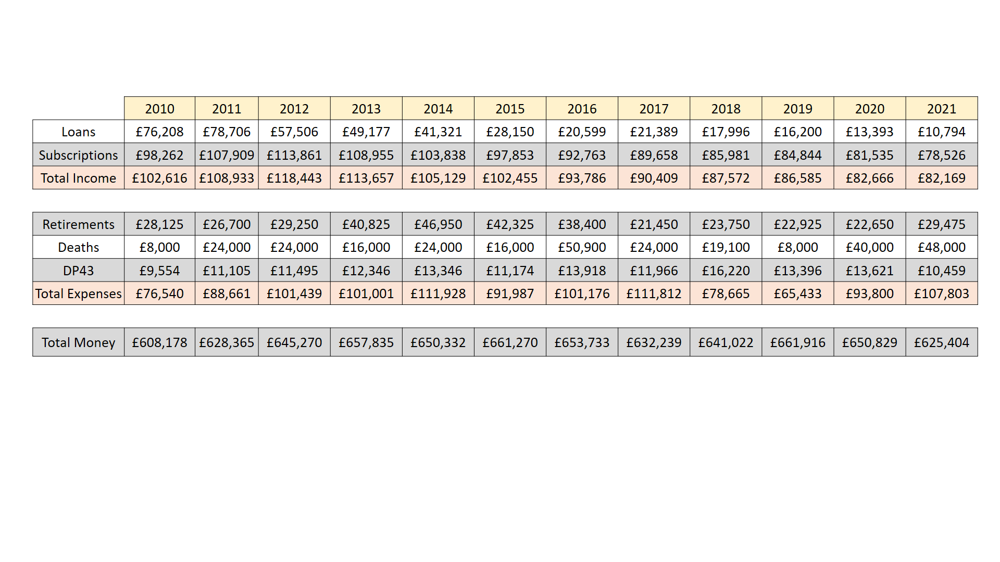 2010 2011 2012 2013 2014 2015 2016 2017 2018 2019 2020 2021
Loans £76,208 £78,706 £57,506 £49,177 £41,321 £28,150 £20,599 £21,389 £17,996 £16,200 £13,393 £10,794
Subscriptions £98,262 £107,909 £113,861 £108,955 £103,838 £97,853 £92,763 £89,658 £85,981 £84,844 £81,535 £78,526
Total Income £102,616 £108,933 £118,443 £113,657 £105,129 £102,455 £93,786 £90,409 £87,572 £86,585 £82,666 £82,169
Retirements £28,125 £26,700 £29,250 £40,825 £46,950 £42,325 £38,400 £21,450 £23,750 £22,925 £22,650 £29,475
Deaths £8,000 £24,000 £24,000 £16,000 £24,000 £16,000 £50,900 £24,000 £19,100 £8,000 £40,000 £48,000
DP43 £9,554 £11,105 £11,495 £12,346 £13,346 £11,174 £13,918 £11,966 £16,220 £13,396 £13,621 £10,459
Total Expenses £76,540 £88,661 £101,439 £101,001 £111,928 £91,987 £101,176 £111,812 £78,665 £65,433 £93,800 £107,803
Total Money £608,178 £628,365 £645,270 £657,835 £650,332 £661,270 £653,733 £632,239 £641,022 £661,916 £650,829 £625,404